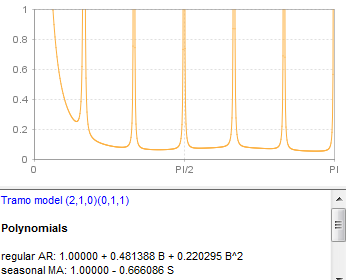 1
0.8
0.6
0.4
0.2
0
0 PI/2 PI
Tramo model (2,1,0)(0,1,1)
Polynomials
regular AR: 1.00000 + 0.481388 B + 0.220295 B^2
seasonal MA: 1.00000 - 0.666086 S